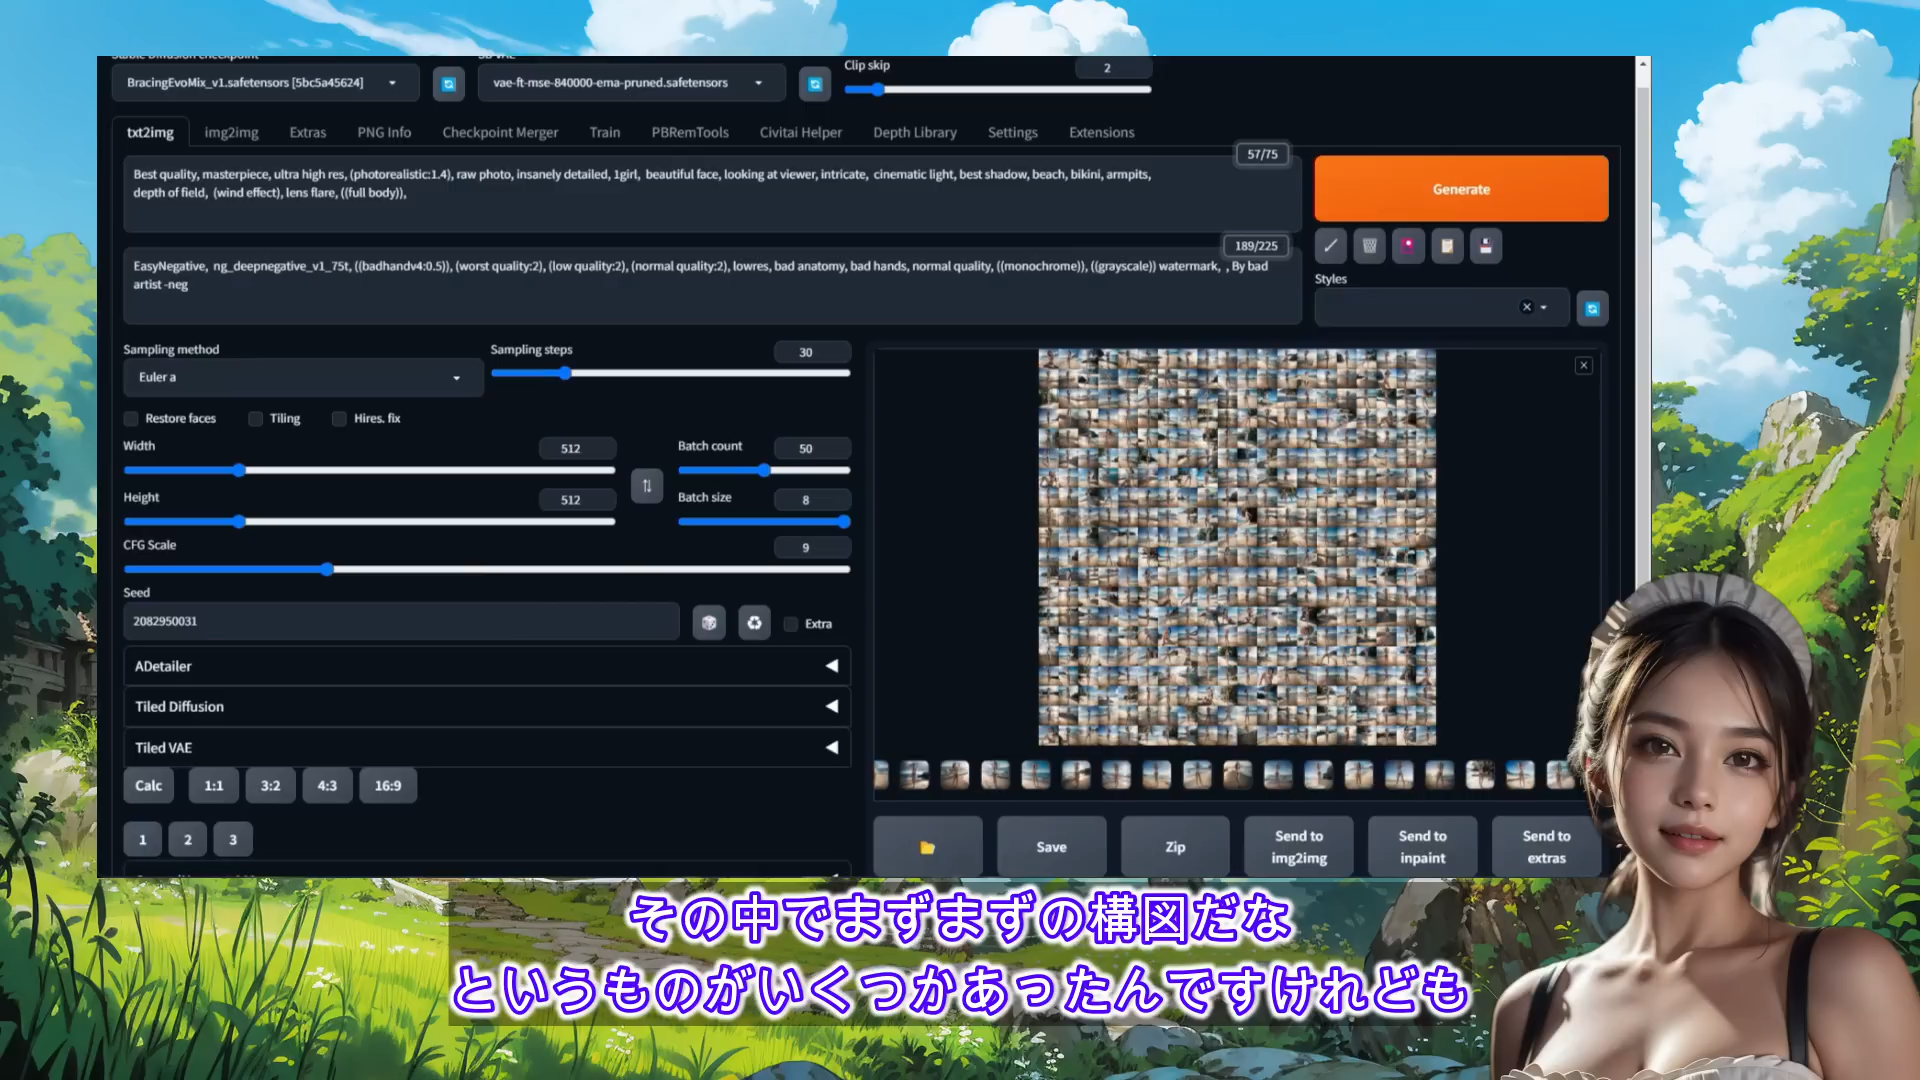 BracingEvoMix_v1.safetensors [5bc5a45624]
vae-ft-mse-840000-ema-pruned.safetensors
Clip skip
2
txt2img
img2img
Extras
PNG Info
Checkpoint Merger
Train
PBRemTools
Civitai Helper
Depth Library
Settings
Extensions
57/75
Best quality, masterpiece, ultra high res, (photorealistic:1.4), raw photo, insanely detailed, 1girl, beautiful face, looking at viewer, intricate, cinematic light, best shadow, beach, bikini, armpits,
depth of field, (wind effect), lens flare, ((full body)),
Generate
189/225
EasyNegative, ng_deepnegative_v1_75t, ((badhandv4:0.5)), (worst quality:2), (low quality:2), (normal quality:2), lowres, bad anatomy, bad hands, normal quality, ((monochrome)), ((grayscale)) watermark, , By bad
artist -neg
Styles
Sampling method
Sampling steps
30
Euler a
Restore faces
Tiling
Hires. fix
Width
512
Batch count
50
Height
512
Batch size
8
CFG Scale
9
Seed
2082950031
Extra
ADetailer
Tiled Diffusion
Tiled VAE
Calc
1:1
3:2
4:3
16:9
1
2
3
Save
Zip
Send to
img2img
Send to
inpaint
Send to
extras
その中でまずまずの構図だな
というものがいくつかあったんですけれども